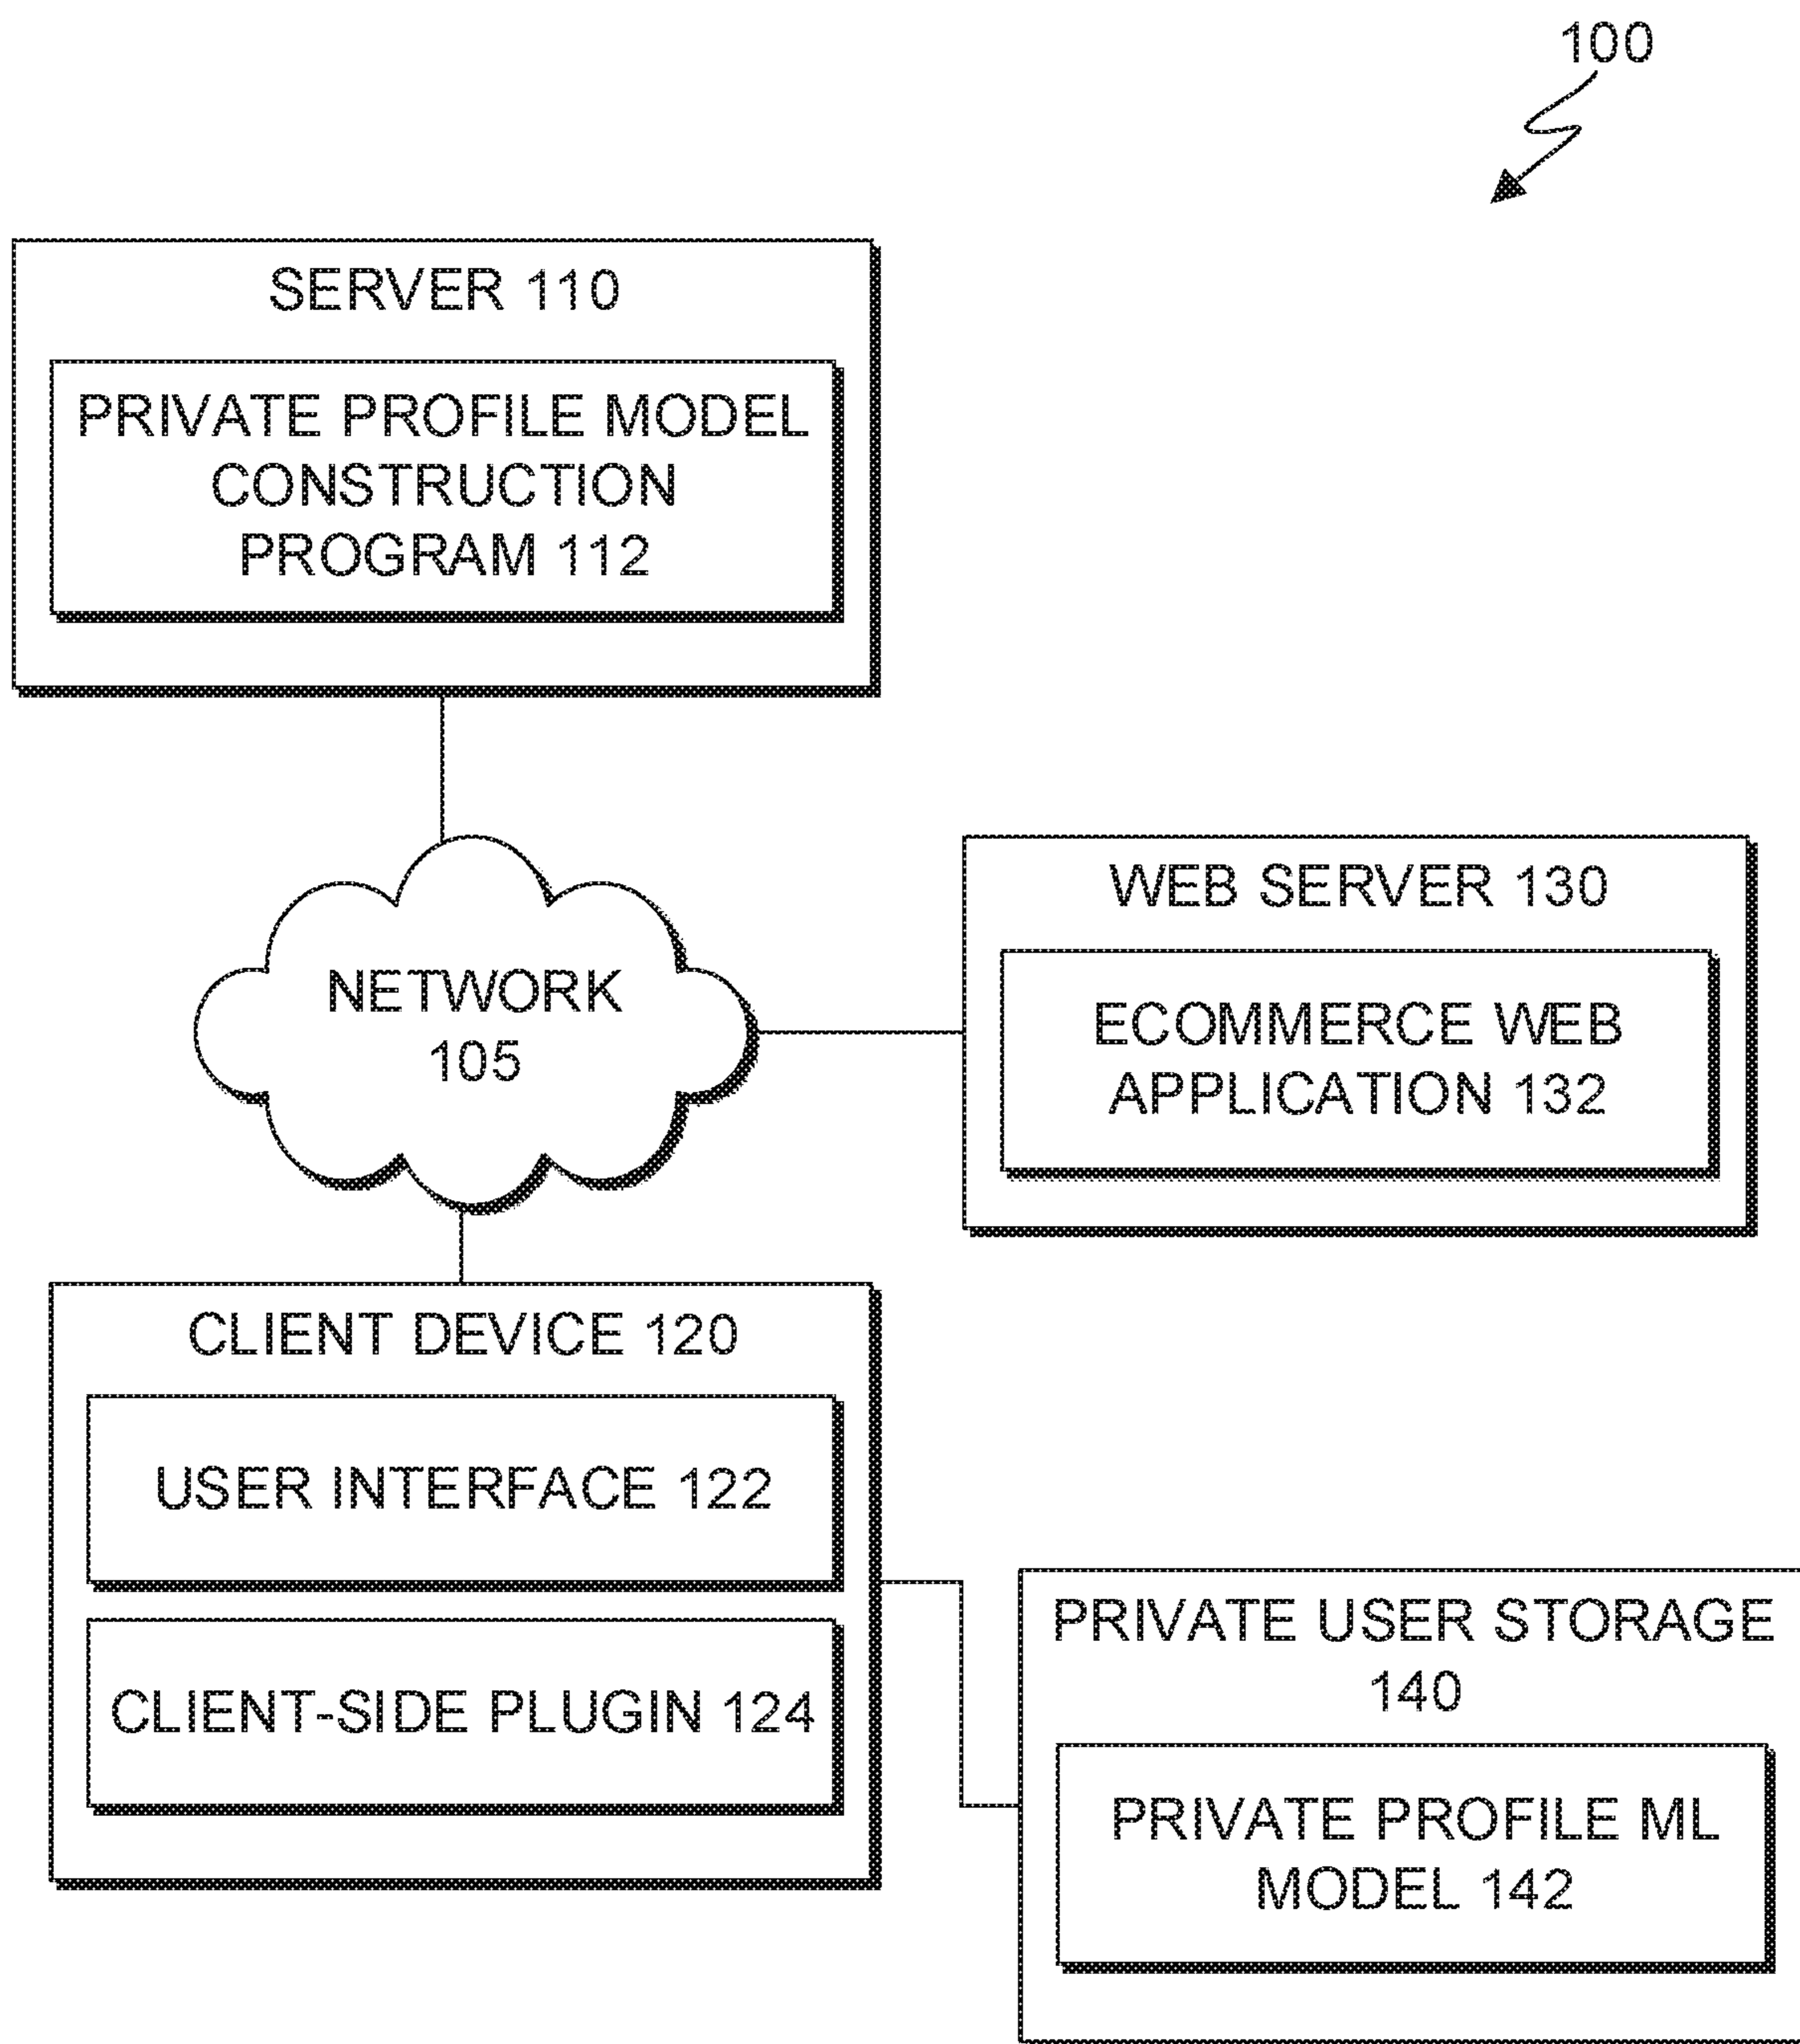 100
SERVER 110
PRIVATE PROFILE MODEL
CONSTRUCTION
PROGRAM 112
NETWORK
105
WEB SERVER 130
ECOMMERCE WEB
APPLICATION 132
CLIENT DEVICE 120
USER INTERFACE 122
CLIENT-SIDE PLUGIN 124
PRIVATE USER STORAGE
140
PRIVATE PROFILE ML
MODEL 142